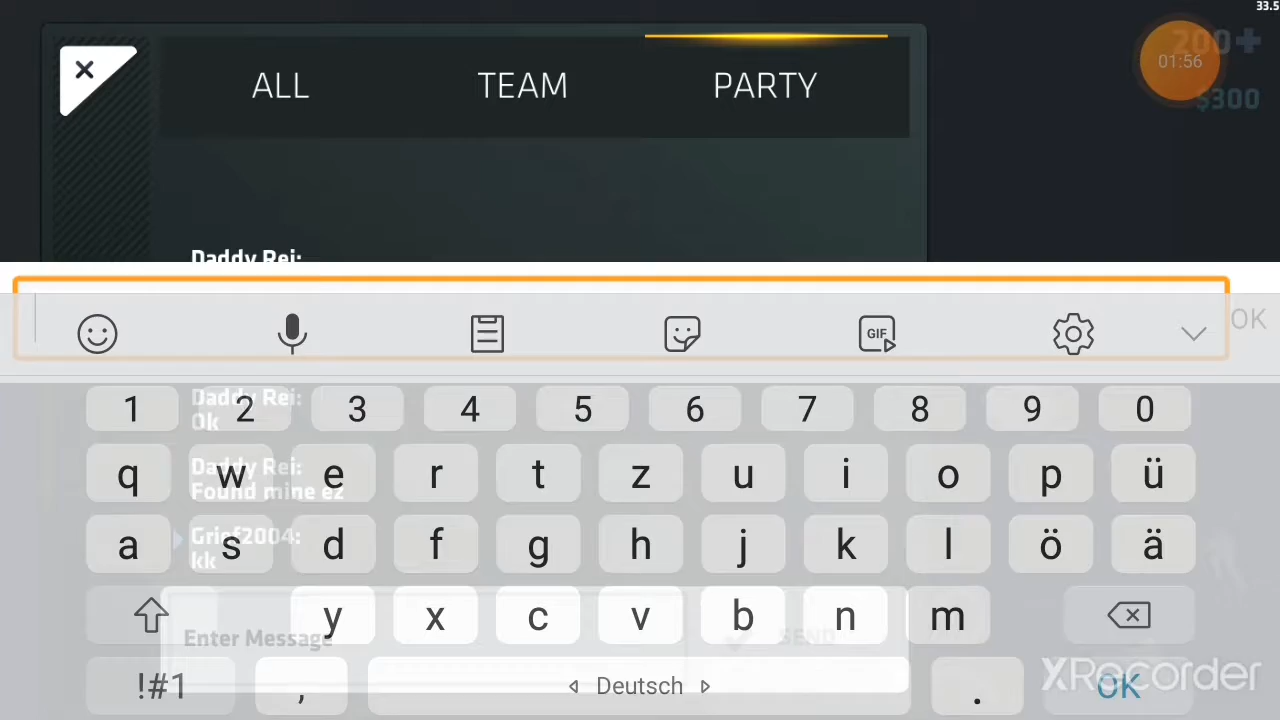 33.5
ALL TEAM PARTY
200+
01:56
$300
Daddy Rei:
OK
GIF
1 2 3 4 5 6 7 8 9 0
Daddy Rei:
Ok
q w e r t z u i o p ü
Daddy Rei:
Found mine ez
a s d f g h j k l ö ä
Grief2004:
kk
y x c v b n m
Enter Message
SEND
!#1 , Deutsch . OK
XRecorder